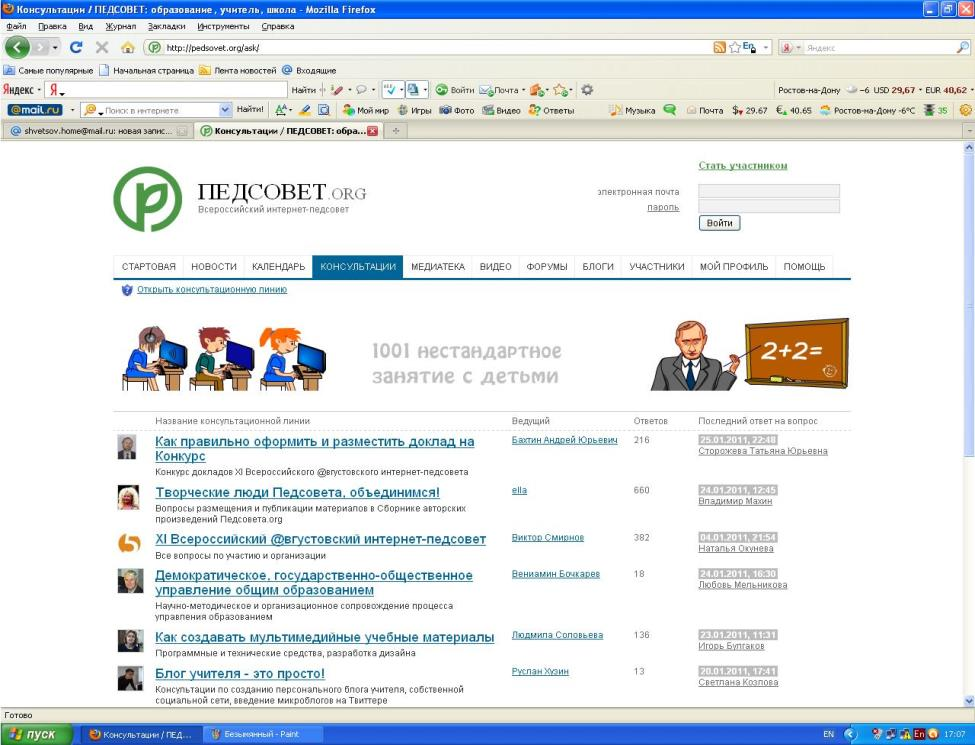 Консультации / ПЕДСОВЕТ: образование, учитель, школа - Mozilla Firefox
Файл Правка Вид Журнал Закладки Инструменты Справка
http://pedsovet.org/ask/ Яндекс
Самые популярные Начальная страница Лента новостей Входящие
Яндекс Я Найти Войти Почта Ростов-на-Дону -6 USD 29,67 EUR 40,62
@mail.ru Поиск в интернете Найти! Мой мир Игры Фото Видео Ответы Музыка Почта 29.67 40.65 Ростов-на-Дону -6°C 35
shvetsov.home@mail.ru: новая запис... Консультации / ПЕДСОВЕТ: обра...
Стать участником
ПЕДСОВЕТ.ORG
Всероссийский интернет-педсовет
электронная почта
пароль
Войти
СТАРТОВАЯ НОВОСТИ КАЛЕНДАРЬ КОНСУЛЬТАЦИИ МЕДИАТЕКА ВИДЕО ФОРУМЫ БЛОГИ УЧАСТНИКИ МОЙ ПРОФИЛЬ ПОМОЩЬ
Открыть консультационную линию
1001 нестандартное
занятие с детьми
2+2=
Название консультационной линии Ведущий Ответов Последний ответ на вопрос
Как правильно оформить и разместить доклад на Конкурс Бахтин Андрей Юрьевич 216 25.01.2011, 22:48
Сторожева Татьяна Юрьевна
Конкурс докладов XI Всероссийского @вгустовского интернет-педсовета
Творческие люди Педсовета, объединимся! ella 660 24.01.2011, 12:45
Владимир Махин
Вопросы размещения и публикации материалов в Сборнике авторских
произведений Педсовета.org
XI Всероссийский @вгустовский интернет-педсовет Виктор Смирнов 382 04.01.2011, 21:54
Наталья Окунева
Все вопросы по участию и организации
Демократическое, государственно-общественное Вениамин Бочкарев 18 24.01.2011, 16:30
управление общим образованием Любовь Мельникова
Научно-методическое и организационное сопровождение процесса
управления образованием
Как создавать мультимедийные учебные материалы Людмила Соловьева 136 23.01.2011, 11:31
Игорь Булгаков
Программные и технические средства, разработка дизайна
Блог учителя - это просто! Руслан Хузин 13 20.01.2011, 17:41
Светлана Козлова
Консультации по созданию персонального блога учителя, собственной
социальной сети, введение микроблогов на Твиттере
Готово
пуск Консультации / ПЕД... Безымянный - Paint EN En 17:07